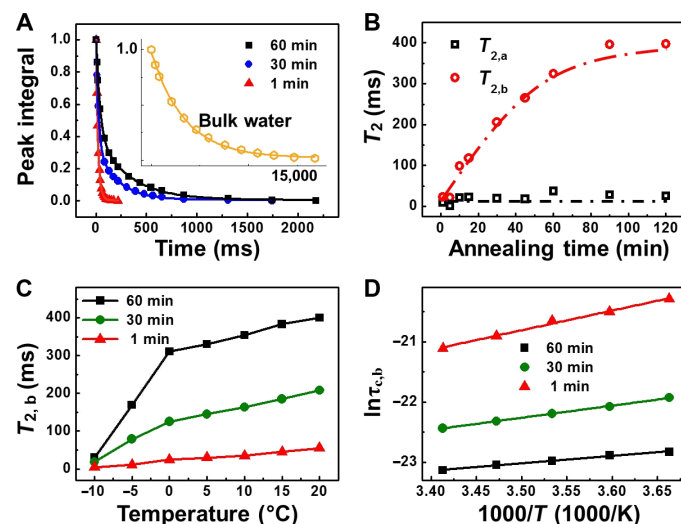 A
Peak integral
1.0
0.8
0.6
0.4
0.2
0.0
0 500 1000 1500 2000
Time (ms)
60 min
30 min
1 min
1.0
Bulk water
15,000
B
T2 (ms)
400
300
200
100
0
0 20 40 60 80 100 120
Annealing time (min)
T2,a
T2,b
C
T2, b (ms)
400
300
200
100
0
−10 −5 0 5 10 15 20
Temperature (°C)
60 min
30 min
1 min
D
lnτc,b
−21
−22
−23
3.40 3.45 3.50 3.55 3.60 3.65
1000/T (1000/K)
60 min
30 min
1 min